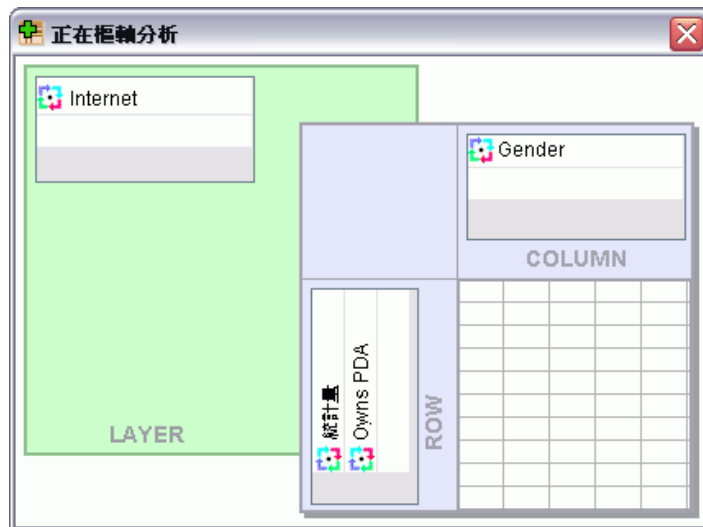 正在樞軸分析
Internet
Gender
COLUMN
統計量
Owns PDA
ROW
LAYER